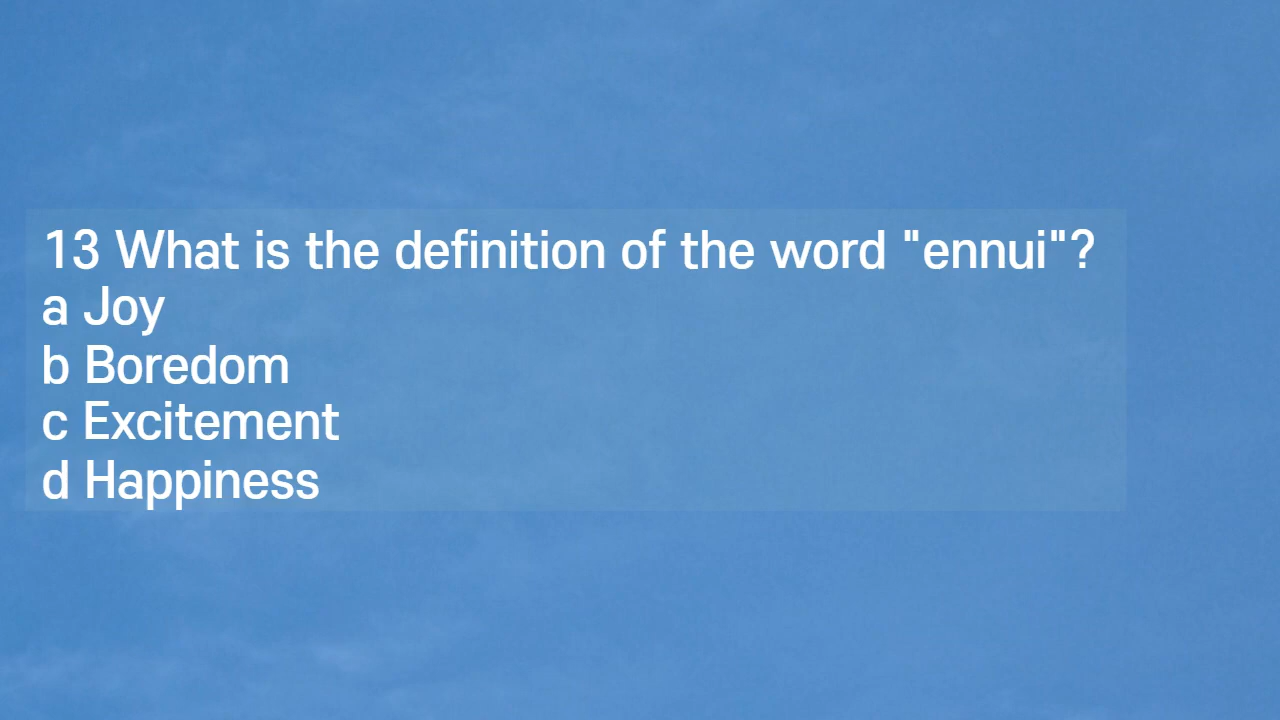 13 What is the definition of the word "ennui"?
a Joy
b Boredom
c Excitement
d Happiness